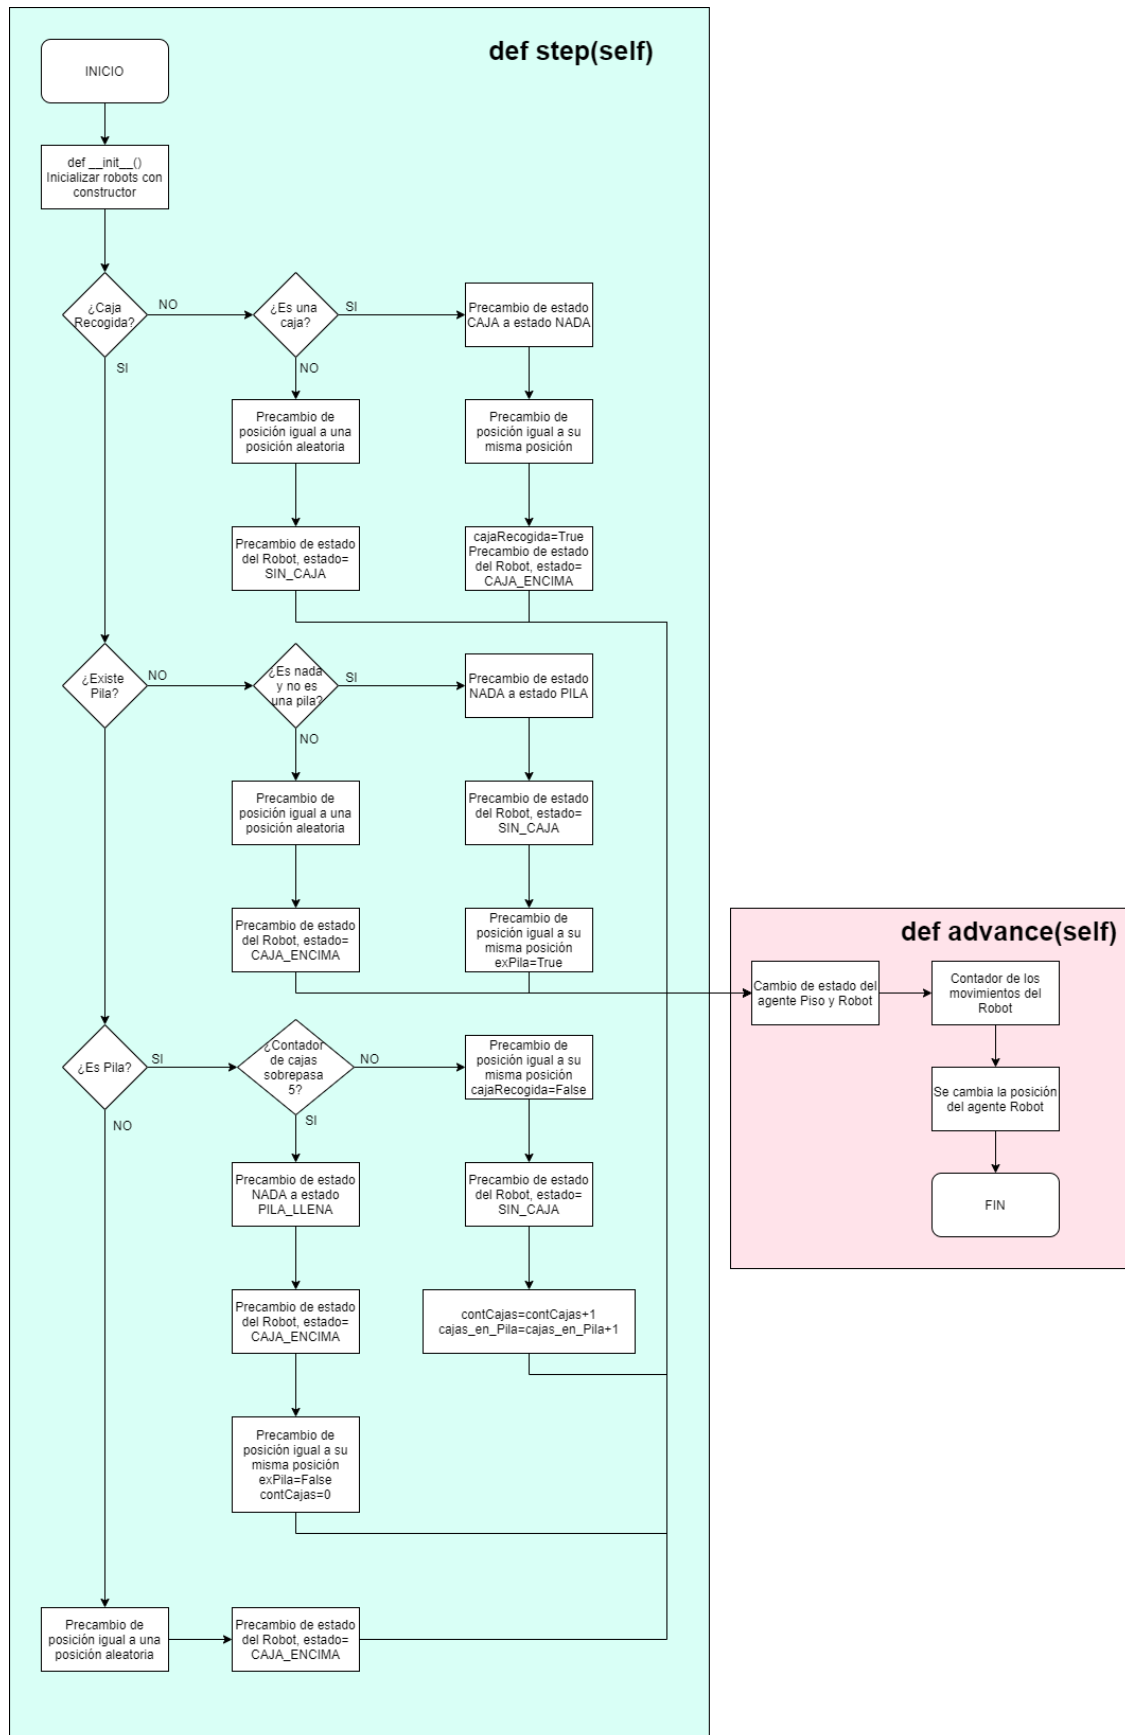 def step(self)
INICIO
def __init__()
Inicializar robots con
constructor
¿Caja
Recogida?
NO
¿Es una
caja?
SI
Precambio de estado
CAJA a estado NADA
SI
NO
Precambio de
posición igual a una
posición aleatoria
Precambio de
posición igual a su
misma posición
Precambio de estado
del Robot, estado=
SIN_CAJA
cajaRecogida=True
Precambio de estado
del Robot, estado=
CAJA_ENCIMA
¿Existe
Pila?
NO
¿Es nada
y no es
una pila?
SI
Precambio de estado
NADA a estado PILA
NO
Precambio de
posición igual a una
posición aleatoria
Precambio de estado
del Robot, estado=
SIN_CAJA
Precambio de estado
del Robot, estado=
CAJA_ENCIMA
Precambio de
posición igual a su
misma posición
exPila=True
def advance(self)
Cambio de estado del
agente Piso y Robot
Contador de los
movimientos del
Robot
¿Es Pila?
SI
¿Contador
de cajas
sobrepasa
5?
NO
Precambio de
posición igual a su
misma posición
cajaRecogida=False
Se cambia la posición
del agente Robot
NO
SI
Precambio de estado
NADA a estado
PILA_LLENA
Precambio de estado
del Robot, estado=
SIN_CAJA
FIN
Precambio de estado
del Robot, estado=
CAJA_ENCIMA
contCajas=contCajas+1
cajas_en_Pila=cajas_en_Pila+1
Precambio de
posición igual a su
misma posición
exPila=False
contCajas=0
Precambio de
posición igual a una
posición aleatoria
Precambio de estado
del Robot, estado=
CAJA_ENCIMA